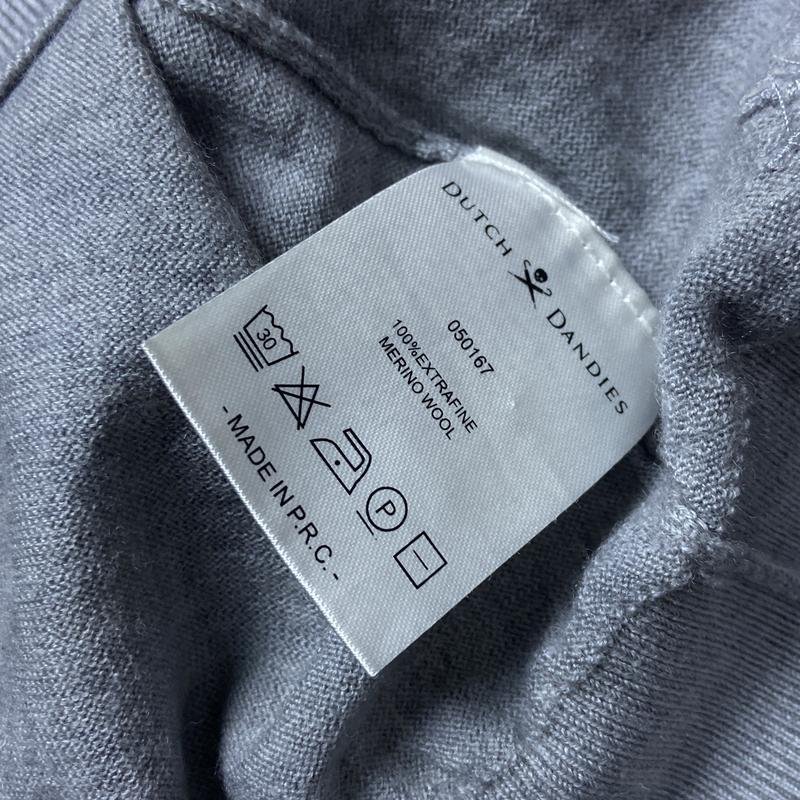 DUTCH DANDIES
050167
100%EXTRAFINE
MERINO WOOL
30
P
- MADE IN P.R.C. -